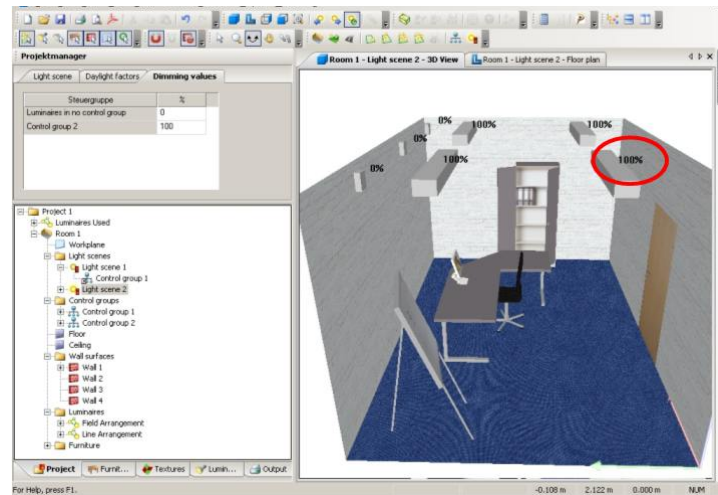 Projektmanager
Light scene Daylight factors Dimming values
Steuergruppe %
Luminaires in no control group 0
Control group 2 100
Project 1
Luminaires Used
Room 1
Workplane
Light scenes
Light scene 1
Control group 1
Light scene 2
Control groups
Control group 1
Control group 2
Floor
Ceiling
Wall surfaces
Wall 1
Wall 2
Wall 3
Wall 4
Luminaires
Field Arrangement
Line Arrangement
Furniture
Project Furnit... Textures Lumin... Output
Room 1 - Light scene 2 - 3D View Room 1 - Light scene 2 - Floor plan
0% 100% 100%
0%
100% 100%
0%
For Help, press F1. -0.108 m 2.122 m 0.000 m NUM